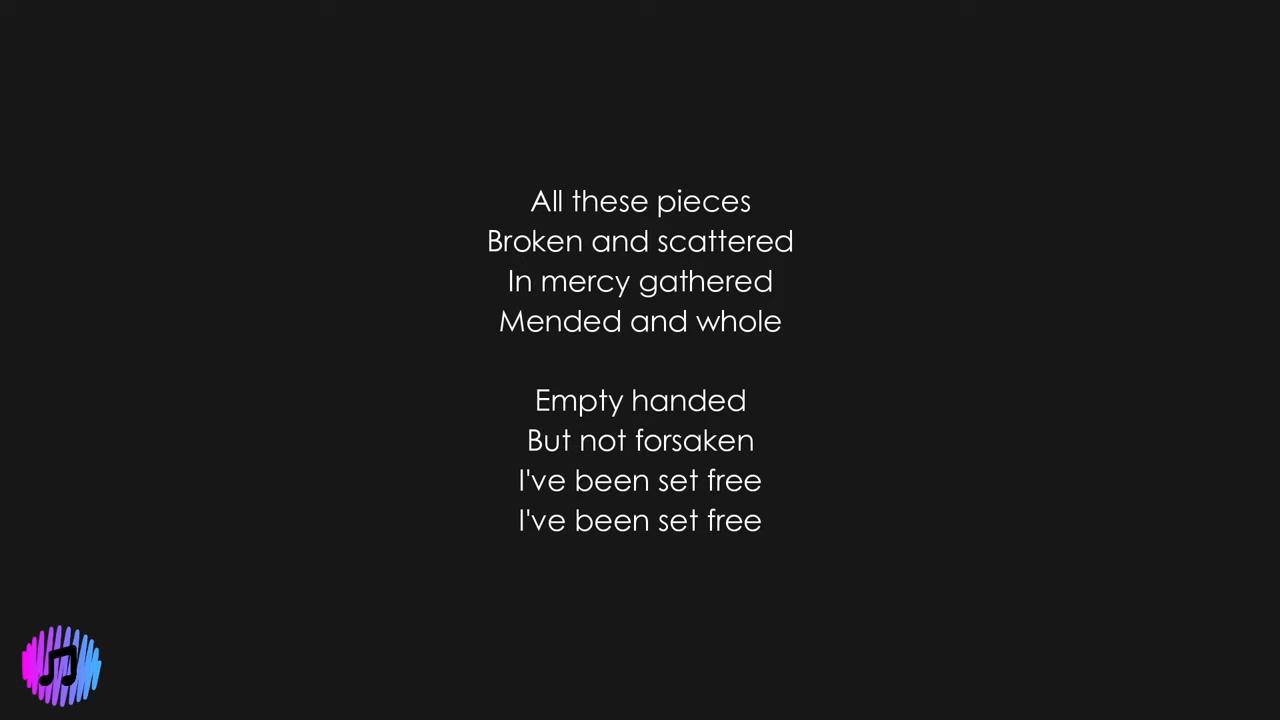 All these pieces
Broken and scattered
In mercy gathered
Mended and whole
Empty handed
But not forsaken
I've been set free
I've been set free